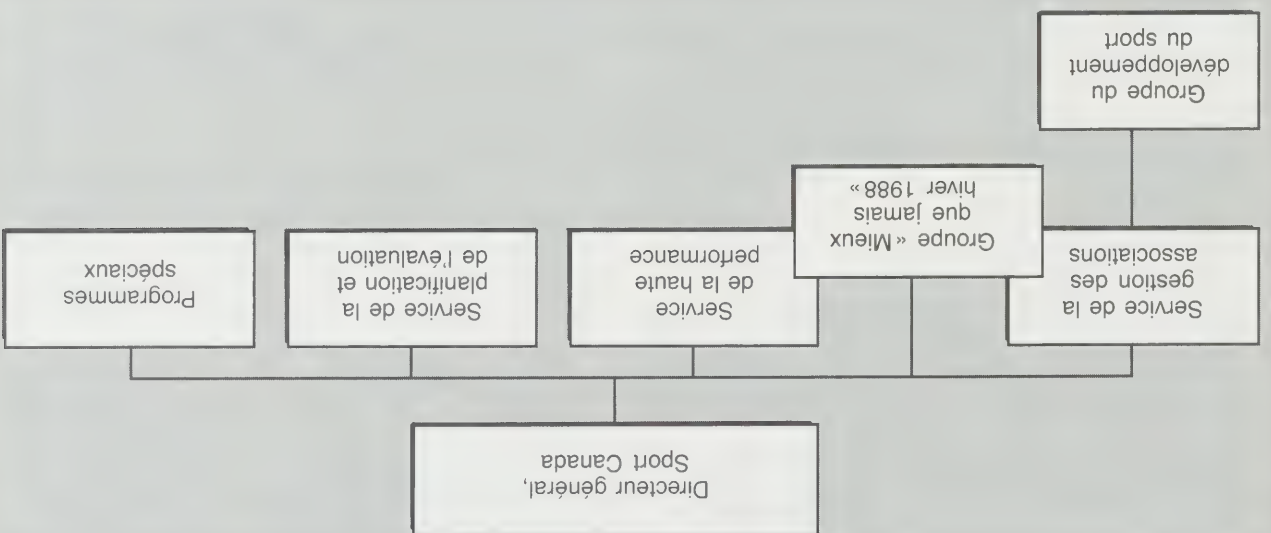 Directeur général,
Sport Canada
Service de la
gestion des
associations
Groupe « Mieux
que jamais
hiver 1988 »
Service
de la haute
performance
Service de la
planification et
de l'évaluation
Programmes
spéciaux
Groupe du
développement
du sport